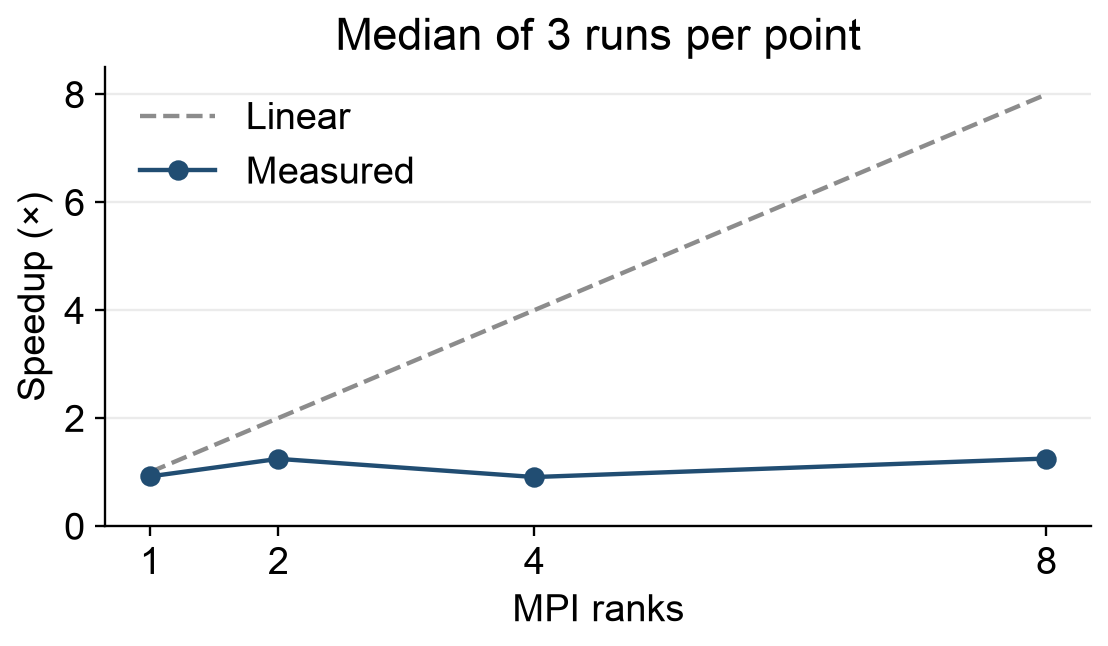 Median of 3 runs per point
Linear
Measured
Speedup (×)
8
6
4
2
0
1 2 4 8
MPI ranks